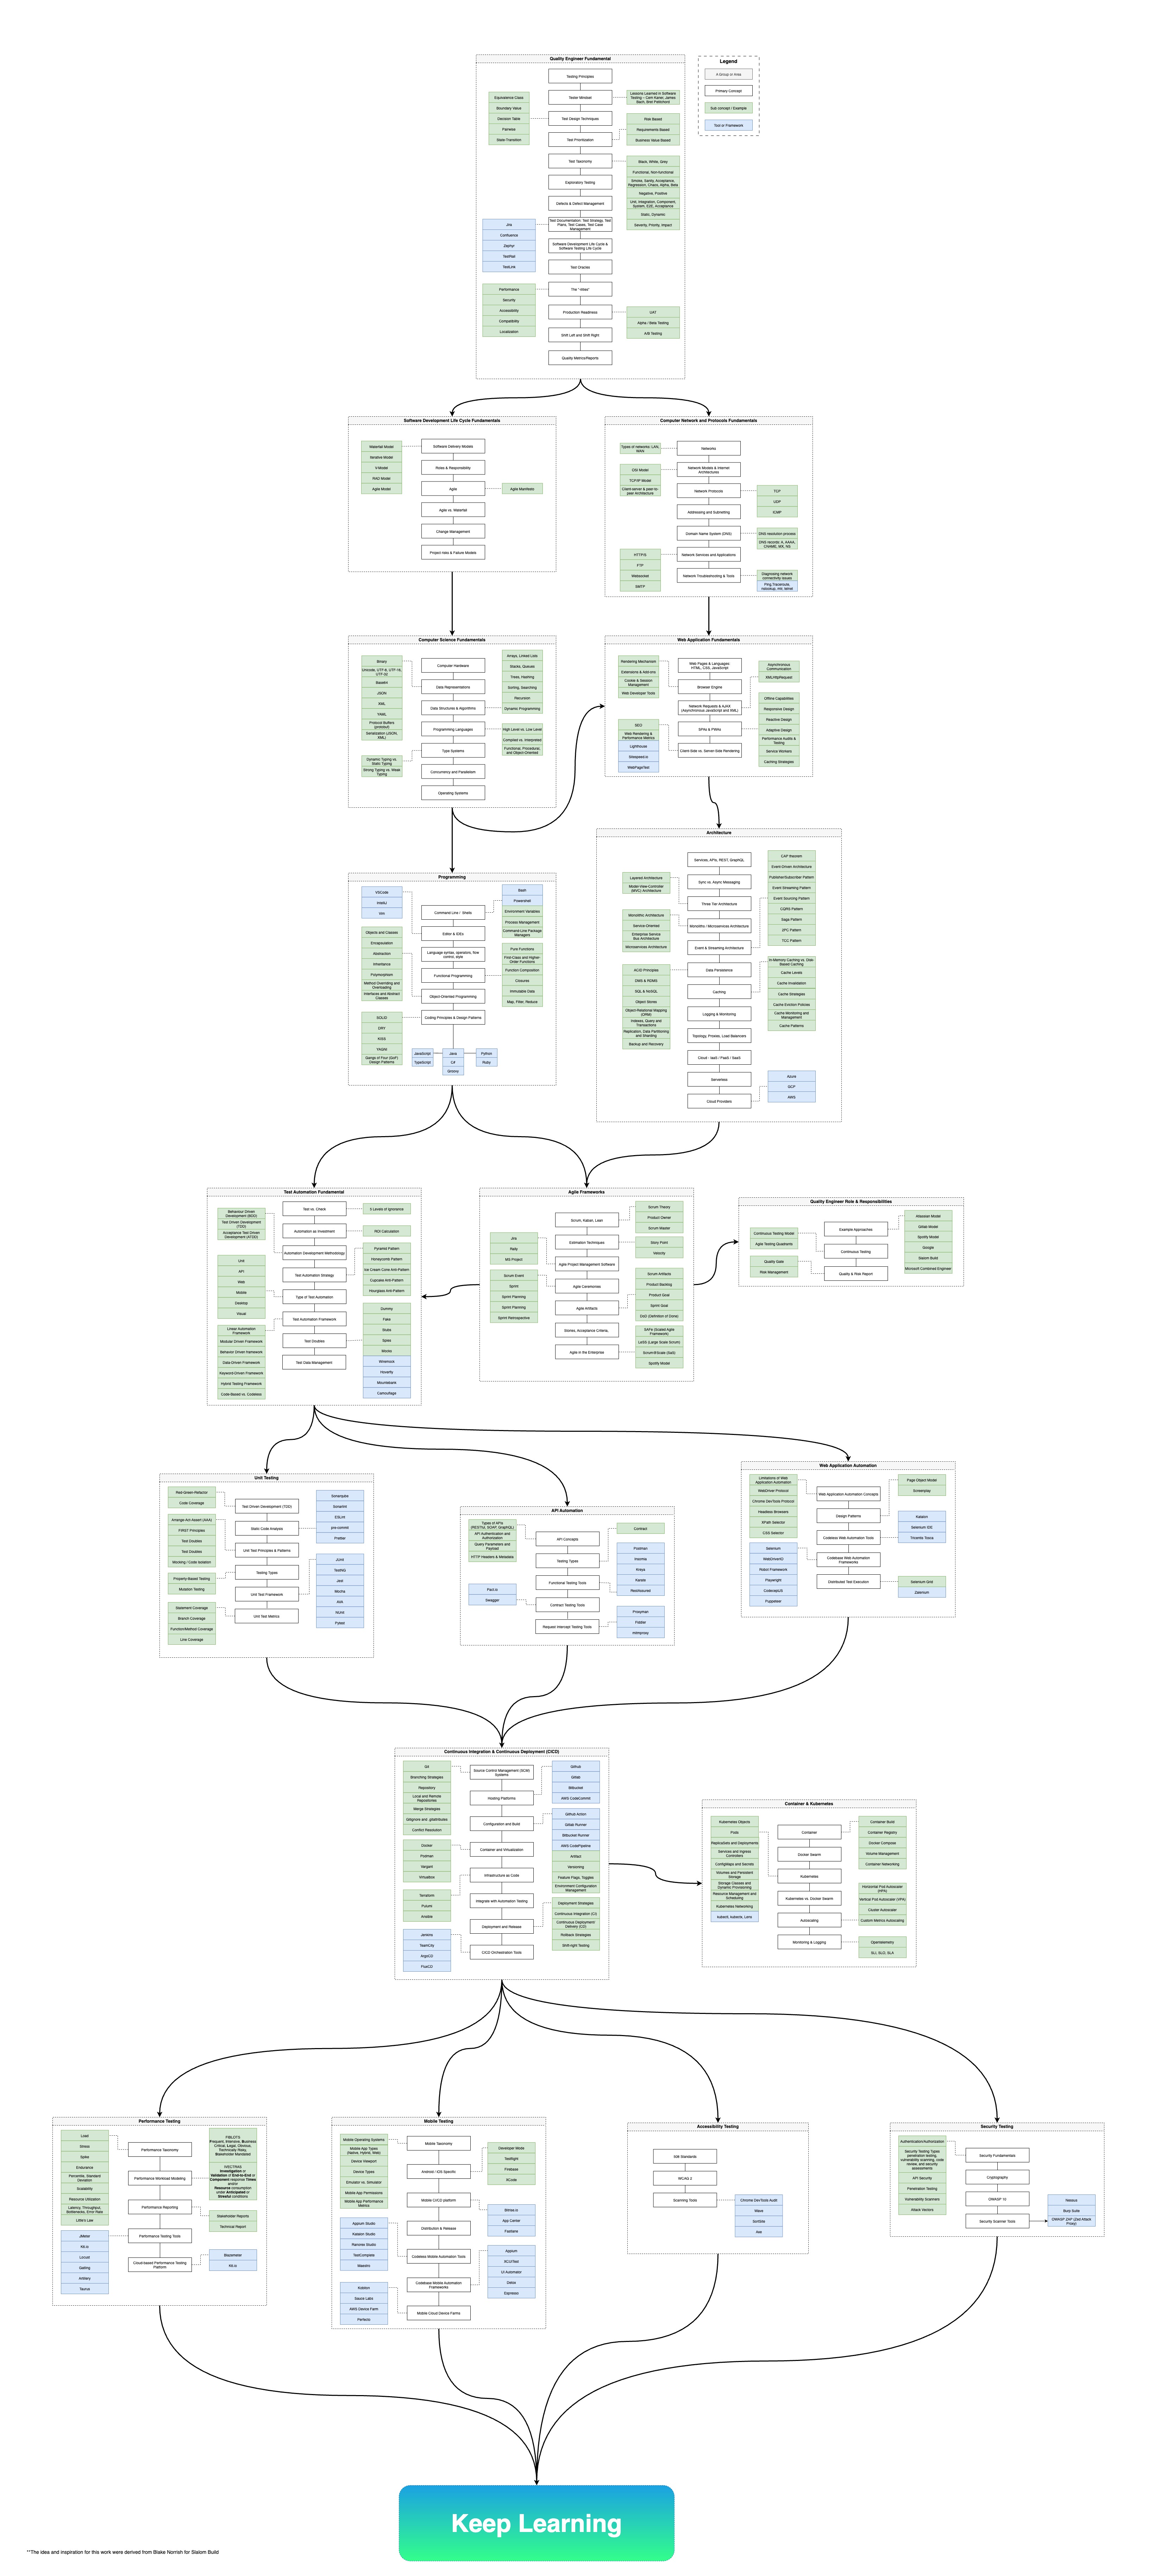 Quality Engineer Fundamental
Testing Principles
Tester Mindset
Lessons Learned in Software
Testing - Cem Kaner, James
Bach, Bret Pettichord
Equivalence Class
Boundary Value
Decision Table
Pairwise
State-Transition
Test Design Techniques
Test Prioritization
Risk Based
Requirements Based
Business Value Based
Test Taxonomy
Black, White, Grey
Functional, Non-functional
Smoke, Sanity, Acceptance,
Regression, Chaos, Alpha, Beta
Negative, Positive
Unit, Integration, Component,
System, E2E, Acceptance
Static, Dynamic
Severity, Priority, Impact
Exploratory Testing
Defects & Defect Management
Test Documentation: Test Strategy, Test
Plans, Test Cases, Test Case
Management
Jira
Confluence
Zephyr
TestRail
TestLink
Software Development Life Cycle &
Software Testing Life Cycle
Test Oracles
The "-ilities"
Performance
Security
Accessibility
Compatibility
Localization
Production Readiness
UAT
Alpha / Beta Testing
A/B Testing
Shift Left and Shift Right
Quality Metrics/Reports
Legend
A Group or Area
Primary Concept
Sub concept / Example
Tool or Framework
Software Development Life Cycle Fundamentals
Waterfall Model
Iterative Model
V-Model
RAD Model
Agile Model
Software Delivery Models
Roles & Responsibility
Agile
Agile Manifesto
Agile vs. Waterfall
Change Management
Project risks & Failure Models
Computer Network and Protocols Fundamentals
Types of networks: LAN,
WAN
Networks
OSI Model
TCP/IP Model
Client-server & peer-to-
peer Architecture
Network Models & Internet
Architectures
Network Protocols
TCP
UDP
ICMP
Addressing and Subnetting
Domain Name System (DNS)
DNS resolution process
DNS records: A, AAAA,
CNAME, MX, NS
Network Services and Applications
HTTP/S
FTP
Websocket
SMTP
Network Troubleshooting & Tools
Diagnosing network
connectivity issues
Computer Science Fundamentals
Computer Hardware
Data Representations
Binary
Unicode, UTF-8, UTF-16,
UTF-32
Base64
JSON
XML
YAML
Protocol Buffers
(protobuf)
Serialization (JSON,
XML)
Data Structures & Algorithms
Arrays, Linked Lists
Stacks, Queues
Trees, Hashing
Sorting, Searching
Recursion
Dynamic Programming
Programming Languages
High Level vs. Low Level
Compiled vs. Interpreted
Functional, Procedural,
and Object-Oriented
Type Systems
Dynamic Typing vs.
Static Typing
Strong Typing vs. Weak
Typing
Concurrency and Parallelism
Operating Systems
Web Application Fundamentals
Web Pages & Languages
HTML, CSS, JavaScript
Browser Engine
Rendering Mechanism
Extensions & Add-ons
Cookie & Session
Management
Web Developer Tools
Network Requests & AJAX
(Asynchronous JavaScript and XML)
Asynchronous
Communication
XMLHttpRequest
SPAs & PWAs
Offline Capabilities
Responsive Design
Reactive Design
Adaptive Design
Performance Audits &
Testing
Service Workers
Caching Strategies
Client-Side vs. Server-Side Rendering
SEO
Web Rendering &
Performance Metrics
Lighthouse
Sitespeed.io
WebPageTest
Programming
VSCode
IntelliJ
Vim
Command Line / Shells
Bash
Powershell
Environment Variables
Process Management
Command-Line Package
Managers
Editor & IDEs
Language syntax, operators, flow
control, style
Functional Programming
Pure Functions
First-Class and Higher-
Order Functions
Function Composition
Closures
Immutable Data
Map, Filter, Reduce
Objects and Classes
Encapsulation
Abstraction
Inheritance
Polymorphism
Method Overriding and
Overloading
Interfaces and Abstract
Classes
Object-Oriented Programming
Coding Principles & Design Patterns
SOLID
DRY
KISS
YAGNI
Gangs of Four (GoF)
Design Patterns
JavaScript
TypeScript
Java
C#
Groovy
Python
Ruby
Architecture
Services, APIs, REST, GraphQL
Sync vs. Async Messaging
Three Tier Architecture
Layered Architecture
Model-View-Controller
(MVC) Architecture
Monolithic / Microservices Architecture
Monolithic Architecture
Service-Oriented
Enterprise Service
Bus Architecture
Microservices Architecture
Event & Streaming Architecture
CAP theorem
Event-Driven Architecture
Publisher/Subscriber Pattern
Event Streaming Pattern
Event Sourcing Pattern
CQRS Pattern
Saga Pattern
2PC Pattern
TCC Pattern
Data Persistence
ACID Principles
DMS & RDMS
SQL & NoSQL
Object Stores
Object-Relational Mapping
(ORM)
Indexes, Query and
Transactions
Replication, Data Partitioning
and Sharding
Backup and Recovery
Caching
In-Memory Caching vs. Disk-
Based Caching
Cache Levels
Cache Invalidation
Cache Strategies
Cache Eviction Policies
Cache Monitoring and
Management
Cache Patterns
Logging & Monitoring
Topology, Proxies, Load Balancers
Cloud - IaaS / PaaS / SaaS
Serverless
Cloud Providers
Azure
GCP
AWS
Test Automation Fundamental
Test vs. Check
5 Levels of Ignorance
Automation as Investment
ROI Calculation
Behaviour Driven
Development (BDD)
Test Driven Development
(TDD)
Acceptance Test Driven
Development (ATDD)
Automation Development Methodology
Test Automation Strategy
Pyramid Pattern
Honeycomb Pattern
Ice Cream Cone Anti-Pattern
Cupcake Anti-Pattern
Hourglass Anti-Pattern
Type of Test Automation
Unit
API
Web
Mobile
Desktop
Visual
Test Automation Framework
Linear Automation
Framework
Modular Driven Framework
Behavior Driven framework
Data-Driven Framework
Keyword-Driven Framework
Hybrid Testing Framework
Code-Based vs. Codeless
Test Doubles
Dummy
Fake
Stubs
Spies
Mocks
Wiremock
Hoverfly
Mountebank
Camouflage
Test Data Management
Agile Frameworks
Scrum, Kanban, Lean
Scrum Theory
Product Owner
Scrum Master
Estimation Techniques
Story Point
Velocity
Agile Project Management Software
Jira
Rally
MS Project
Agile Ceremonies
Scrum Event
Sprint
Sprint Planning
Sprint Planning
Sprint Retrospective
Agile Artifacts
Scrum Artifacts
Product Backlog
Product Goal
Sprint Goal
DoD (Definition of Done)
Stories, Acceptance Criteria,
Agile in the Enterprise
SAFe (Scaled Agile
Framework)
LeSS (Large Scale Scrum)
Scrum@Scale (SaS)
Spotify Model
Quality Engineer Role & Responsibilities
Example Approaches
Atlassian Model
Gitlab Model
Spotify Model
Google
Slalom Build
Microsoft Combined Engineer
Continuous Testing
Continuous Testing Model
Agile Testing Quadrants
Quality & Risk Report
Quality Gate
Risk Management
Unit Testing
Test Driven Development (TDD)
Red-Green-Refactor
Code Coverage
Static Code Analysis
Sonarqube
Sonarlint
ESLint
pre-commit
Prettier
Unit Test Principles & Patterns
Arrange-Act-Assert (AAA)
FIRST Principles
Test Doubles
Test Doubles
Mocking / Code Isolation
Testing Types
Property-Based Testing
Mutation Testing
Unit Test Framework
JUnit
TestNG
Jest
Mocha
AVA
NUnit
Pytest
Unit Test Metrics
Statement Coverage
Branch Coverage
Function/Method Coverage
Line Coverage
API Automation
API Concepts
Types of APIs
(RESTful, SOAP, GraphQL)
API Authentication and
Authorization
Query Parameters and
Payload
HTTP Headers & Metadata
Testing Types
Contract
Functional Testing Tools
Postman
Insomnia
Karate
RestAssured
Contract Testing Tools
Pact.io
Swagger
Request Intercept Testing Tools
Proxyman
Fiddler
mitmproxy
Web Application Automation
Web Application Automation Concepts
Limitations of Web
Application Automation
WebDriver Protocol
Chrome DevTools Protocol
Headless Browsers
XPath Selector
CSS Selector
Design Patterns
Page Object Model
Screenplay
Codeless Web Automation Tools
Katalon
Selenium IDE
Tricentis Tosca
Codebase Web Automation
Frameworks
Selenium
WebDriverIO
Robot Framework
Playwright
CodeceptJS
Puppeteer
Distributed Test Execution
Selenium Grid
Zalenium
Continuous Integration & Continuous Deployment (CICD)
Source Control Management (SCM)
Systems
Git
Branching Strategies
Repository
Local and Remote
Repositories
Merge Strategies
.Gitignore and .gitattributes
Conflict Resolution
Hosting Platforms
Github
Gitlab
Bitbucket
AWS CodeCommit
Configuration and Build
Github Action
Gitlab Runner
Bitbucket Runner
AWS CodePipeline
Artifact
Versioning
Feature Flags, Toggles
Environment Configuration
Management
Container and Virtualization
Docker
Podman
Vargant
Virtualbox
Infrastructure as Code
Terraform
Pulumi
Ansible
Integrate with Automation Testing
Deployment and Release
Deployment Strategies
Continuous Integration (CI)
Continuous Deployment/
Delivery (CD)
Rollback Strategies
Shift-right Testing
CI/CD Orchestration Tools
Jenkins
TeamCity
ArgoCD
FluxCD
Container & Kubernetes
Container
Container Build
Container Registry
Docker Compose
Volume Management
Container Networking
Docker Swarm
Kubernetes
Kubernetes Objects
Pods
ReplicaSets and Deployments
Services and Ingress
Controllers
ConfigMaps and Secrets
Volumes and Persistent
Storage
Storage Classes and
Dynamic Provisioning
Resource Management and
Scheduling
Kubernetes Networking
Kubernetes vs. Docker Swarm
Autoscaling
Horizontal Pod Autoscaler
(HPA)
Vertical Pod Autoscaler (VPA)
Cluster Autoscaler
Custom Metrics Autoscaling
Monitoring & Logging
Opentelemetry
SLI, SLO, SLA
Performance Testing
Performance Taxonomy
Load
Stress
Spike
Endurance
Percentile, Standard
Deviation
Scalability
Resource Utilization
Latency, Throughput,
Bottlenecks, Error Rate
Little's Law
Performance Workload Modeling
FIBLOTS:
Frequent, Intensive, Business
Critical, Legal, Obvious,
Technically Risky,
Stakeholder Mandated
IVECTRAS:
Investigation or
Validation of End-to-End or
Component response Times
and/or
Resource consumption
under Anticipated or
Stressful conditions
Performance Reporting
Stakeholder Reports
Technical Report
Performance Testing Tools
JMeter
K6.io
Locust
Gatling
Artillery
Taurus
Cloud-based Performance Testing
Platform
Blazemeter
K6.io
Mobile Testing
Mobile Taxonomy
Mobile Operating Systems
Mobile App Types
(Native, Hybrid, Web)
Device Viewport
Device Types
Emulator vs. Simulator
Mobile App Permissions
Mobile App Performance
Metrics
Android / iOS Specific
Developer Mode
Testflight
Firebase
XCode
Mobile CI/CD platform
Bitrise.io
App Center
Fastlane
Distribution & Release
Codeless Mobile Automation Tools
Appium Studio
Katalon Studio
Ranorex Studio
TestComplete
Maestro
Codebase Mobile Automation
Frameworks
Appium
XCUITest
UI Automator
Detox
Espresso
Mobile Cloud Device Farms
Kobiton
Sauce Labs
AWS Device Farm
Perfecto
Accessibility Testing
508 Standards
WCAG 2
Scanning Tools
Chrome DevTools Audit
Wave
SortSite
Axe
Security Testing
Security Fundamentals
Authentication/Authorization
Security Testing Types
penetration testing,
vulnerability scanning, code
review, and security
assessments
API Security
Penetration Testing
Vulnerability Scanners
Attack Vectors
Cryptography
OWASP 10
Security Scanner Tools
Nessus
Burp Suite
OWASP ZAP (Zed Attack
Proxy)
Keep Learning
**The idea and inspiration for this work were derived from Blake Norrish for Slalom Build